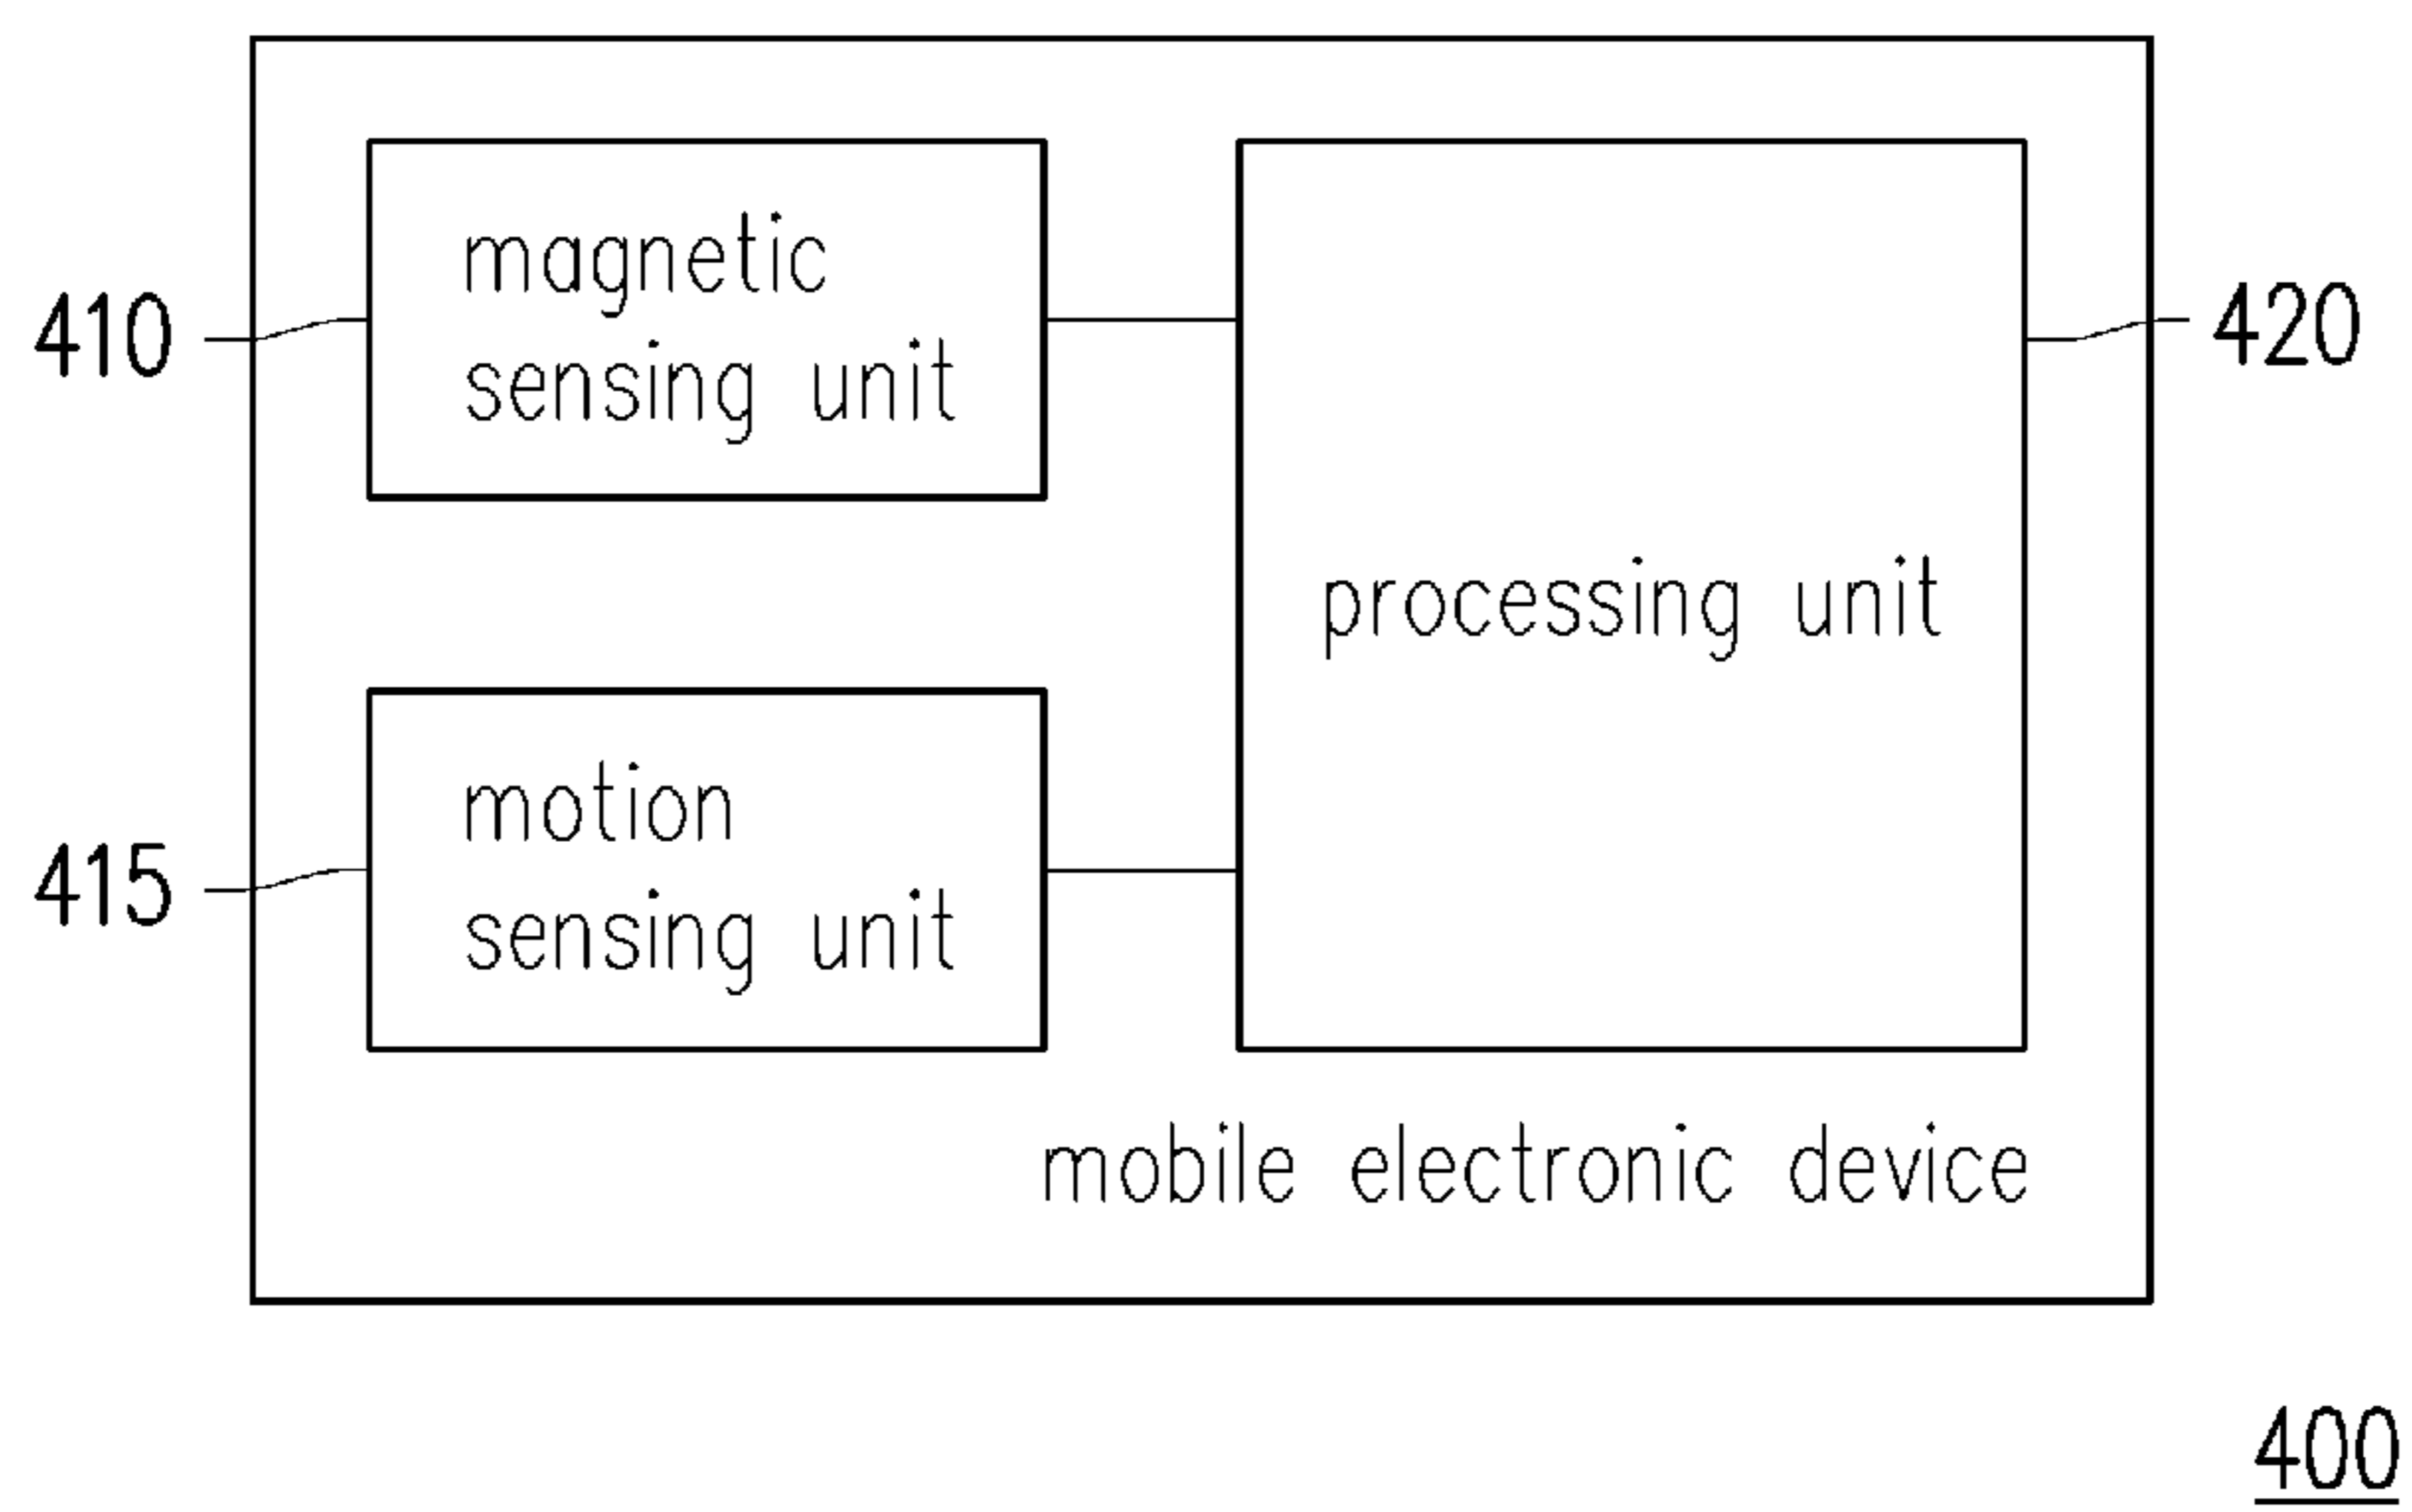 magnetic
sensing unit
410
420
processing unit
motion
sensing unit
415
mobile electronic device
400